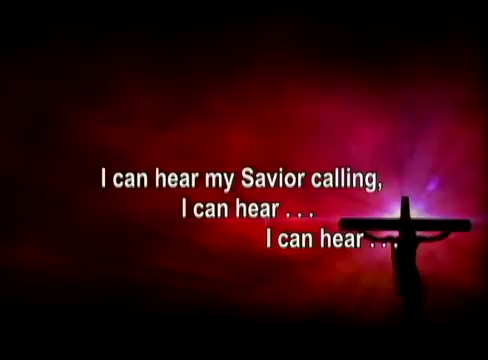 I can hear my Savior calling,
I can hear . . .
I can hear . . .